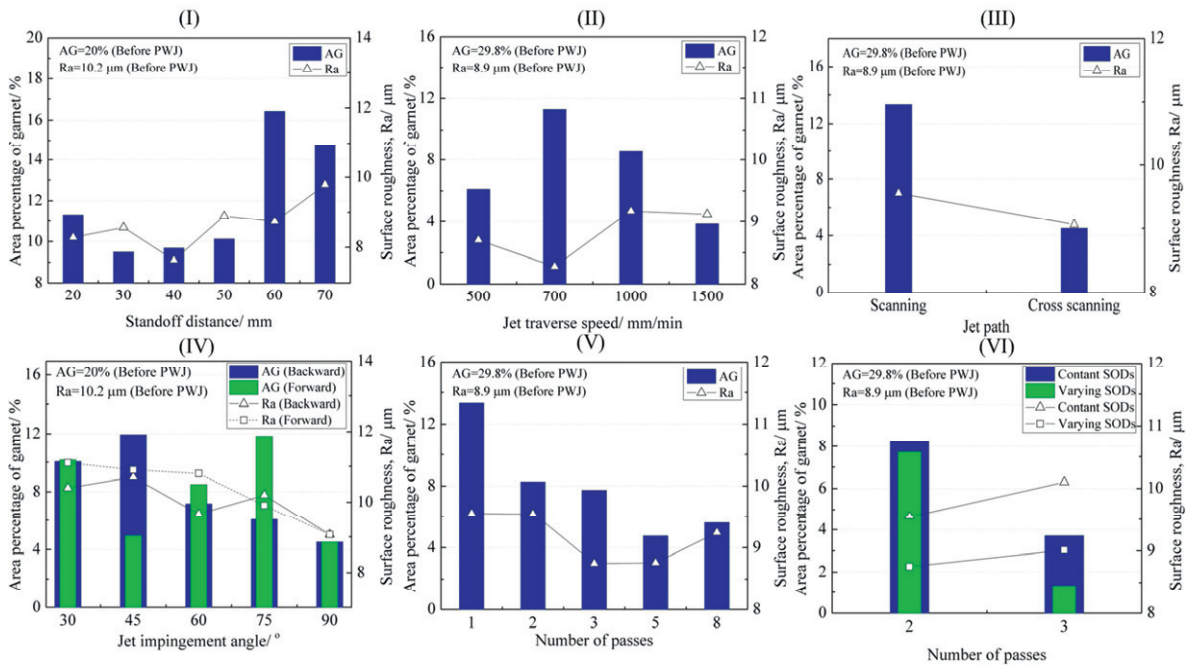 (I)
AG=20% (Before PWJ)
Ra=10.2 μm (Before PWJ)
AG
Ra
20
18
16
14
12
10
8
14
12
10
8
6
Area percentage of garnet/ %
Surface roughness, Ra/ μm
20 30 40 50 60 70
Standoff distance/ mm
(II)
AG=29.8% (Before PWJ)
Ra=8.9 μm (Before PWJ)
AG
Ra
16
12
8
4
0
12
11
10
9
8
Area percentage of garnet/ %
Surface roughness, Ra/ μm
500 700 1000 1500
Jet traverse speed/ mm/min
(III)
AG=29.8% (Before PWJ)
Ra=8.9 μm (Before PWJ)
AG
Ra
16
12
8
4
0
12
10
8
Area percentage of garnet/ %
Surface roughness, Ra/ μm
Scanning Cross scanning
Jet path
(IV)
AG=20% (Before PWJ)
Ra=10.2 μm (Before PWJ)
AG (Backward)
AG (Forward)
Ra (Backward)
Ra (Forward)
16
12
8
4
0
14
12
10
8
Area percentage of garnet/ %
Surface roughness, Ra/ μm
30 45 60 75 90
Jet impingement angle/ °
(V)
AG=29.8% (Before PWJ)
Ra=8.9 μm (Before PWJ)
AG
Ra
16
12
8
4
0
12
11
10
9
8
Area percentage of garnet/ %
Surface roughness, Ra/ μm
1 2 3 5 8
Number of passes
(VI)
AG=29.8% (Before PWJ)
Ra=8.9 μm (Before PWJ)
Contant SODs
Varying SODs
Contant SODs
Varying SODs
12
10
8
6
4
2
0
12
11
10
9
8
Area percentage of garnet/ %
Surface roughness, Ra/ μm
2 3
Number of passes